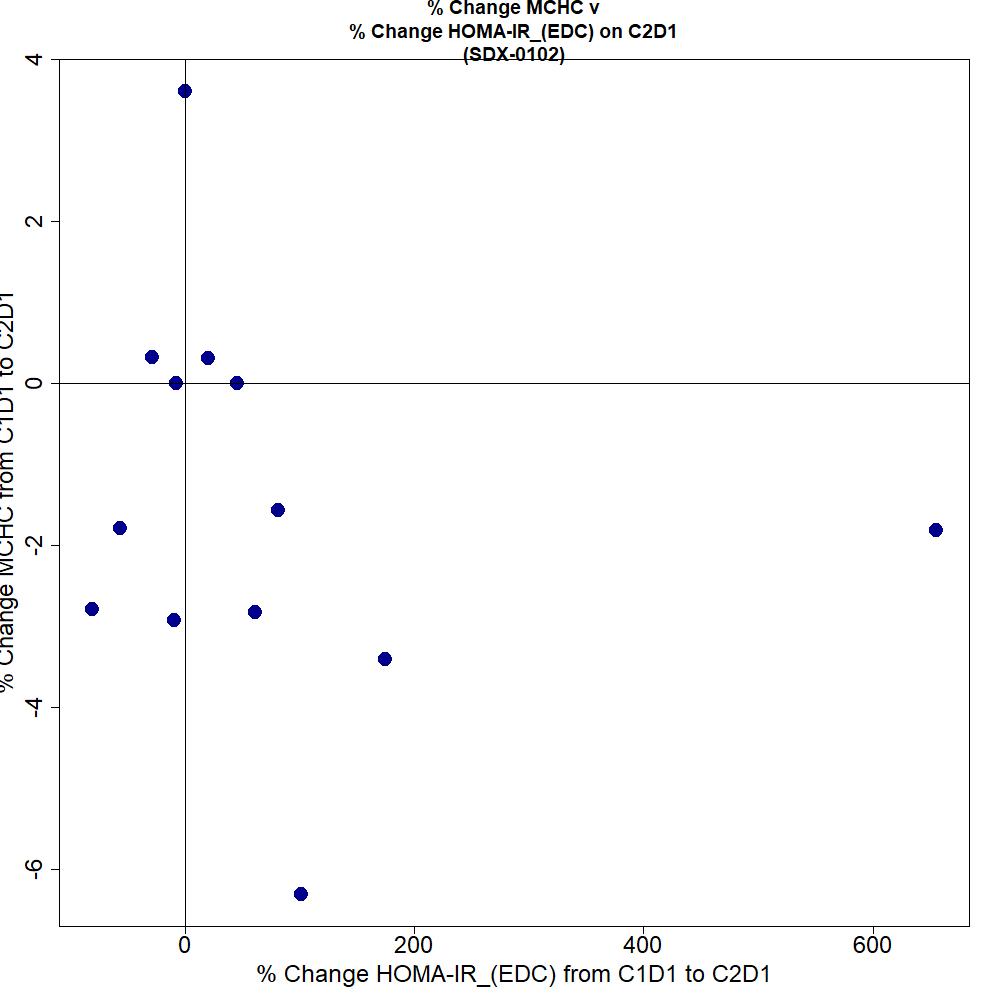 % Change MCHC v
% Change HOMA-IR_(EDC) on C2D1
(SDX-0102)
% Change MCHC from C1D1 to C2D1
4
2
0
-2
-4
-6
0 200 400 600
% Change HOMA-IR_(EDC) from C1D1 to C2D1